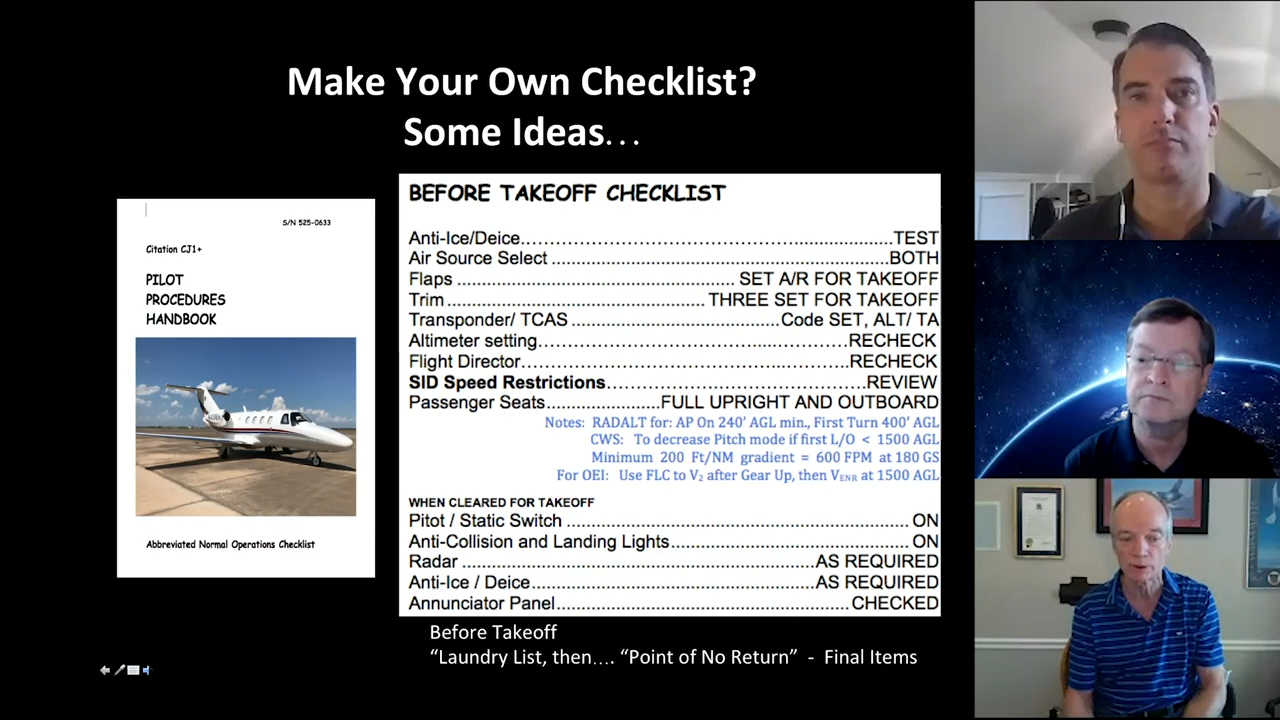 Make Your Own Checklist?
Some Ideas...
S/N 525-0633
Citation CJ1+
PILOT
PROCEDURES
HANDBOOK
Abbreviated Normal Operations Checklist
BEFORE TAKEOFF CHECKLIST
Anti-Ice/Deice..........TEST
Air Source Select ..........BOTH
Flaps .......... SET A/R FOR TAKEOFF
Trim .......... THREE SET FOR TAKEOFF
Transponder/ TCAS ..........Code SET, ALT/ TA
Altimeter setting..........RECHECK
Flight Director..........RECHECK
SID Speed Restrictions..........REVIEW
Passenger Seats..........FULL UPRIGHT AND OUTBOARD
Notes: RADALT for: AP On 240' AGL min., First Turn 400' AGL
CWS: To decrease Pitch mode if first L/O < 1500 AGL
Minimum 200 Ft/NM gradient = 600 FPM at 180 GS
For OEI: Use FLC to V2 after Gear Up, then VENR at 1500 AGL
WHEN CLEARED FOR TAKEOFF
Pitot / Static Switch .......... ON
Anti-Collision and Landing Lights.......... ON
Radar ..........AS REQUIRED
Anti-Ice / Deice..........AS REQUIRED
Annunciator Panel..........CHECKED
Before Takeoff
“Laundry List, then.... “Point of No Return” - Final Items